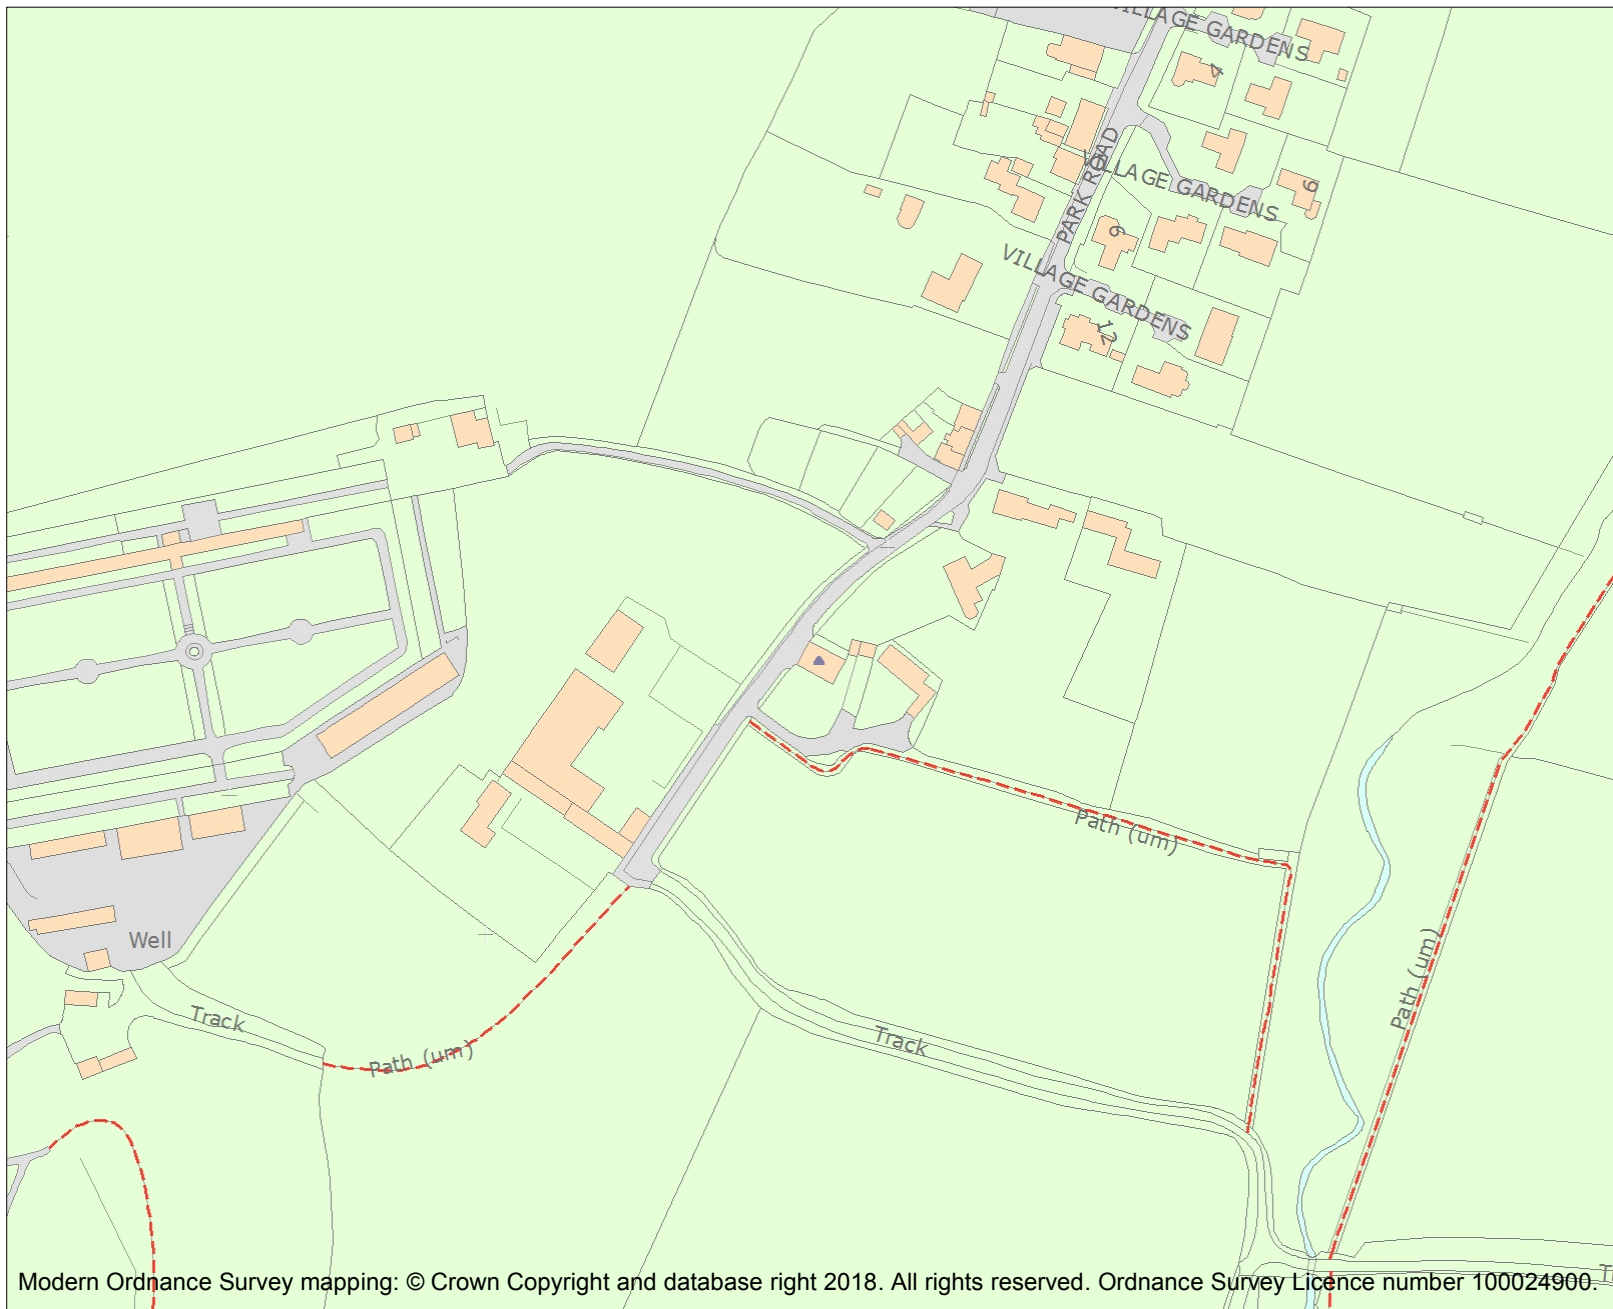 VILLAGE GARDENS
4
PARK ROAD
VILLAGE GARDENS
6
9
VILLAGE GARDENS
12
Path (um)
Well
Path (um)
Track
Track
Path (um)
Modern Ordnance Survey mapping: © Crown Copyright and database right 2018. All rights reserved. Ordnance Survey Licence number 100024900.